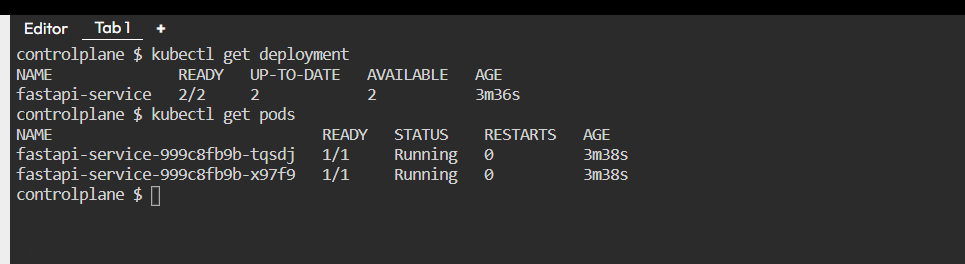 Editor Tab 1 +
controlplane $ kubectl get deployment
NAME READY UP-TO-DATE AVAILABLE AGE
fastapi-service 2/2 2 2 3m36s
controlplane $ kubectl get pods
NAME READY STATUS RESTARTS AGE
fastapi-service-999c8fb9b-tqsdj 1/1 Running 0 3m38s
fastapi-service-999c8fb9b-x97f9 1/1 Running 0 3m38s
controlplane $